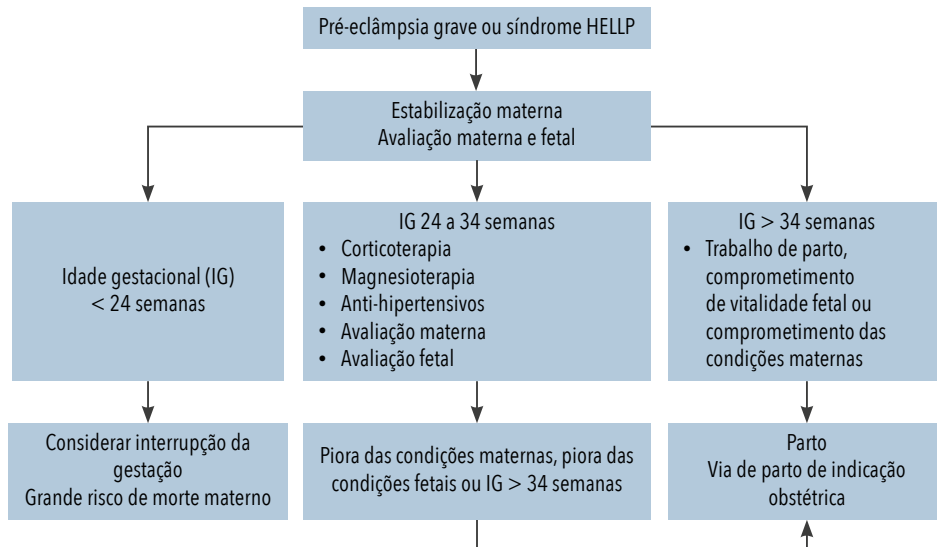 Pré-eclâmpsia grave ou síndrome HELLP
Estabilização materna
Avaliação materna e fetal
Idade gestacional (IG)
< 24 semanas
IG 24 a 34 semanas
• Corticoterapia
• Magnesioterapia
• Anti-hipertensivos
• Avaliação materna
• Avaliação fetal
IG > 34 semanas
• Trabalho de parto,
comprometimento
de vitalidade fetal ou
comprometimento das
condições maternas
Considerar interrupção da
gestação
Grande risco de morte materno
Piora das condições maternas, piora das
condições fetais ou IG > 34 semanas
Parto
Via de parto de indicação
obstétrica